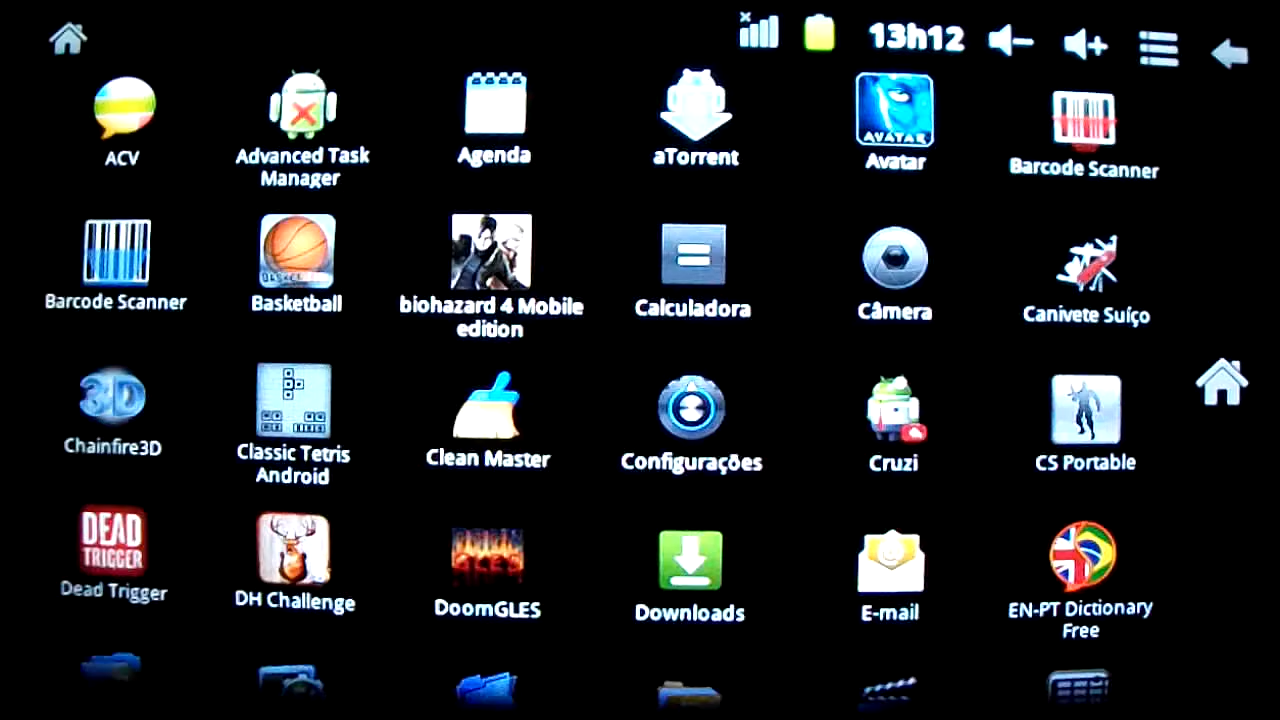 13h12
ACV
Advanced Task
Manager
Agenda
aTorrent
AVATAR
Avatar
Barcode Scanner
Barcode Scanner
Basketball
biohazard 4 Mobile
edition
Calculadora
Câmera
Canivete Suíço
3D
Chainfire3D
Classic Tetris
Android
Clean Master
Configurações
Cruzi
CS Portable
DEAD
TRIGGER
Dead Trigger
DH Challenge
GLES
DoomGLES
Downloads
E-mail
EN-PT Dictionary
Free